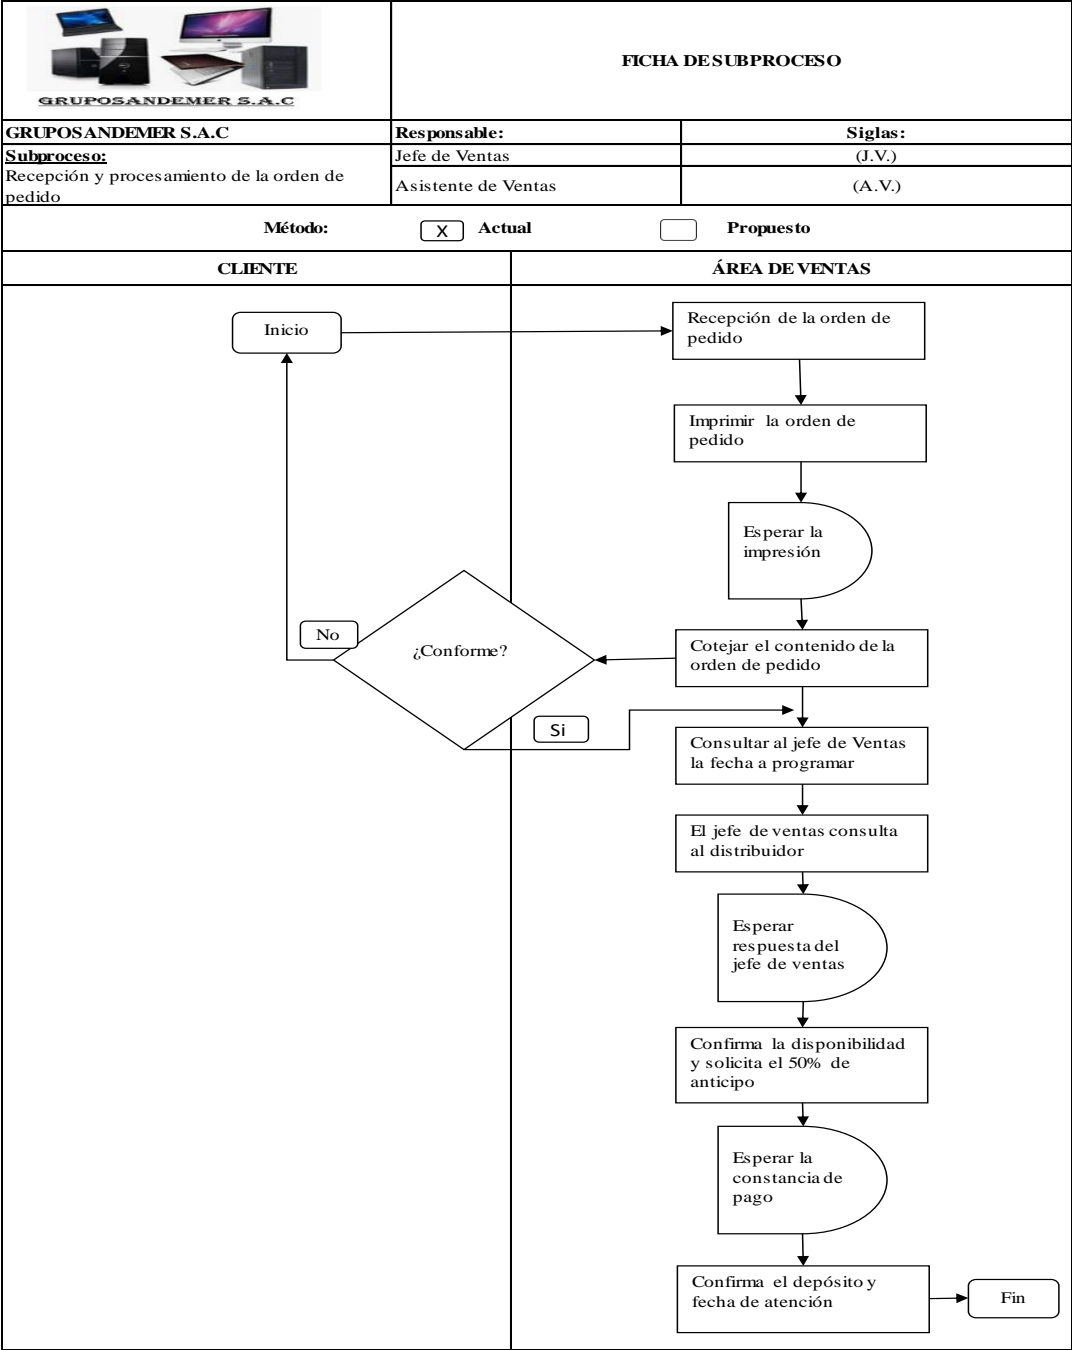 GRUPOSANDEMER S.A.C
FICHA DE SUBPROCESO
GRUPOSANDEMER S.A.C
Responsable:
Siglas:
Subproceso:
Recepción y procesamiento de la orden de
pedido
Jefe de Ventas
(J.V.)
Asistente de Ventas
(A.V.)
Método:
X
Actual
Propuesto
CLIENTE
ÁREA DE VENTAS
Inicio
Recepción de la orden de
pedido
Imprimir la orden de
pedido
Esperar la
impresión
No
¿Conforme?
Cotejar el contenido de la
orden de pedido
Si
Consultar al jefe de Ventas
la fecha a programar
El jefe de ventas consulta
al distribuidor
Esperar
respuesta del
jefe de ventas
Confirma la disponibilidad
y solicita el 50% de
anticipo
Esperar la
constancia de
pago
Confirma el depósito y
fecha de atención
Fin